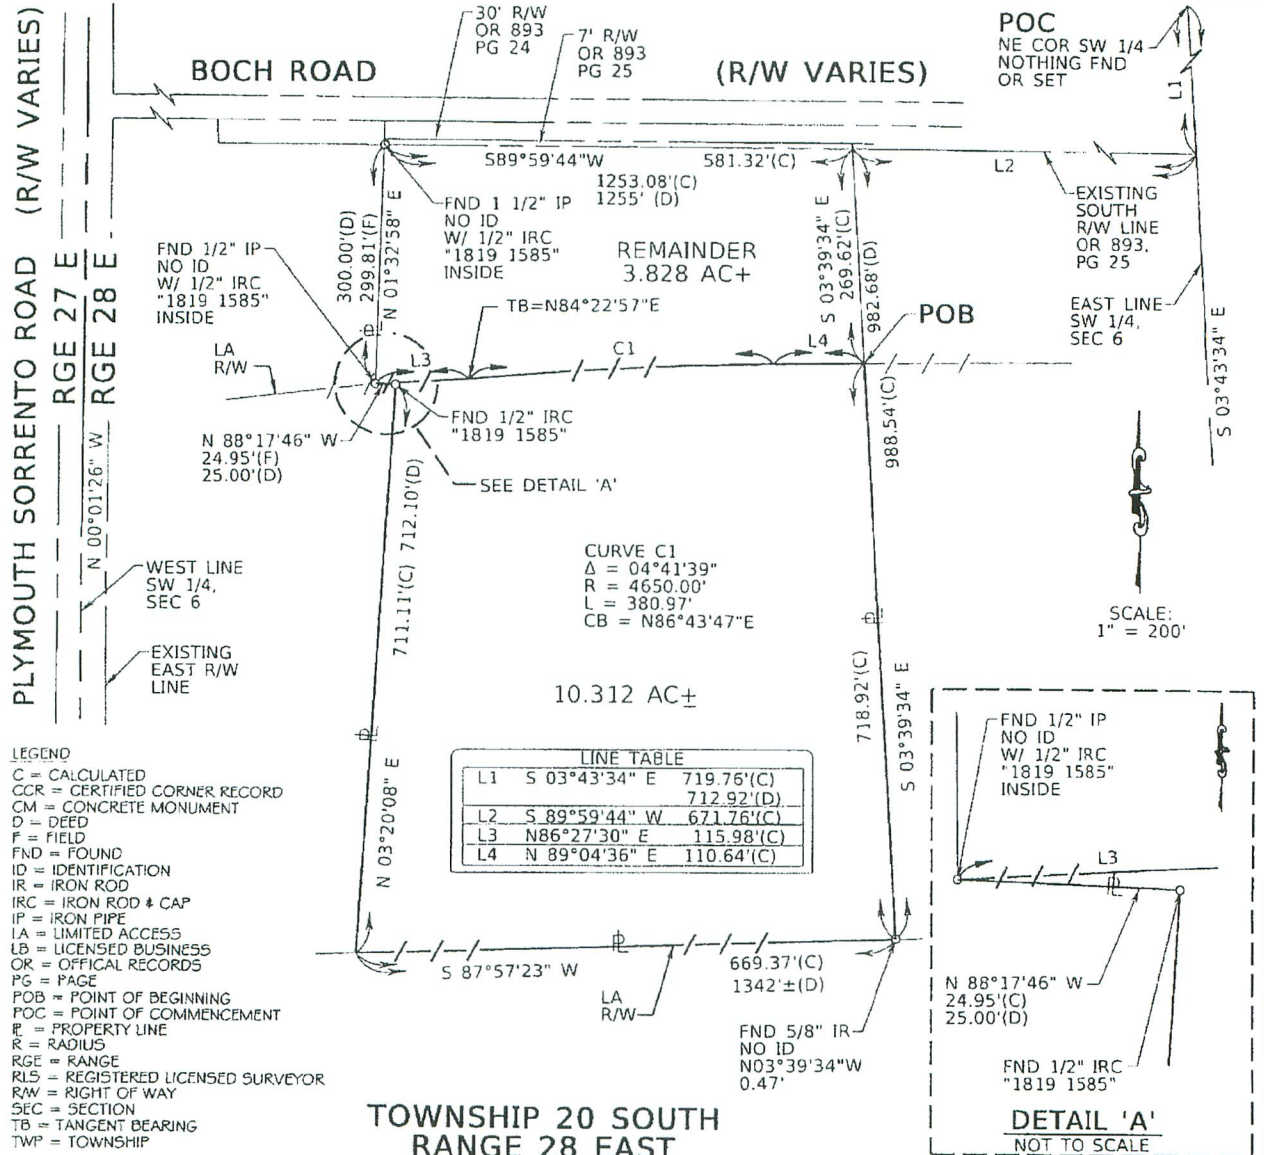 PLYMOUTH SORRENTO ROAD (R/W VARIES)
RGE 27 E
RGE 28 E
N 00°01'26" W
BOCH ROAD (R/W VARIES)
30' R/W
OR 893
PG 24
7' R/W
OR 893
PG 25
POC
NE COR SW 1/4
NOTHING FND
OR SET
L1
S89°59'44"W 581.32'(C)
1253.08'(C)
1255' (D)
L2
EXISTING
SOUTH
R/W LINE
OR 893,
PG 25
EAST LINE
SW 1/4,
SEC 6
S 03°43'34" E
FND 1 1/2" IP
NO ID
W/ 1/2" IRC
"1819 1585"
INSIDE
REMAINDER
3.828 AC+
FND 1/2" IP
NO ID
W/ 1/2" IRC
"1819 1585"
INSIDE
300.00'(D)
299.81'(F)
N 01°32'58" E
S 03°39'34" E
269.62'(C)
982.68'(D)
TB=N84°22'57"E
POB
LA
R/W
L3
C1
L4
N 88°17'46" W
24.95'(F)
25.00'(D)
FND 1/2" IRC
"1819 1585"
SEE DETAIL 'A'
988.54'(C)
711.11'(C) 712.10'(D)
CURVE C1
Δ = 04°41'39"
R = 4650.00'
L = 380.97'
CB = N86°43'47"E
SCALE:
1" = 200'
WEST LINE
SW 1/4,
SEC 6
EXISTING
EAST R/W
LINE
10.312 AC±
718.92'(C)
S 03°39'34" E
N 03°20'08" E
LINE TABLE
L1 S 03°43'34" E 719.76'(C)
712.92'(D)
L2 S 89°59'44" W 671.76'(C)
L3 N86°27'30" E 115.98'(C)
L4 N 89°04'36" E 110.64'(C)
S 87°57'23" W
669.37'(C)
1342'±(D)
LA
R/W
FND 5/8" IR
NO ID
N03°39'34"W
0.47'
LEGEND
C = CALCULATED
CCR = CERTIFIED CORNER RECORD
CM = CONCRETE MONUMENT
D = DEED
F = FIELD
FND = FOUND
ID = IDENTIFICATION
IR = IRON ROD
IRC = IRON ROD & CAP
IP = IRON PIPE
LA = LIMITED ACCESS
LB = LICENSED BUSINESS
OR = OFFICAL RECORDS
PG = PAGE
POB = POINT OF BEGINNING
POC = POINT OF COMMENCEMENT
PL = PROPERTY LINE
R = RADIUS
RGE = RANGE
RLS = REGISTERED LICENSED SURVEYOR
R/W = RIGHT OF WAY
SEC = SECTION
TB = TANGENT BEARING
TWP = TOWNSHIP
TOWNSHIP 20 SOUTH
RANGE 28 EAST
FND 1/2" IP
NO ID
W/ 1/2" IRC
"1819 1585"
INSIDE
L3
PL
N 88°17'46" W
24.95'(C)
25.00'(D)
FND 1/2" IRC
"1819 1585"
DETAIL 'A'
NOT TO SCALE